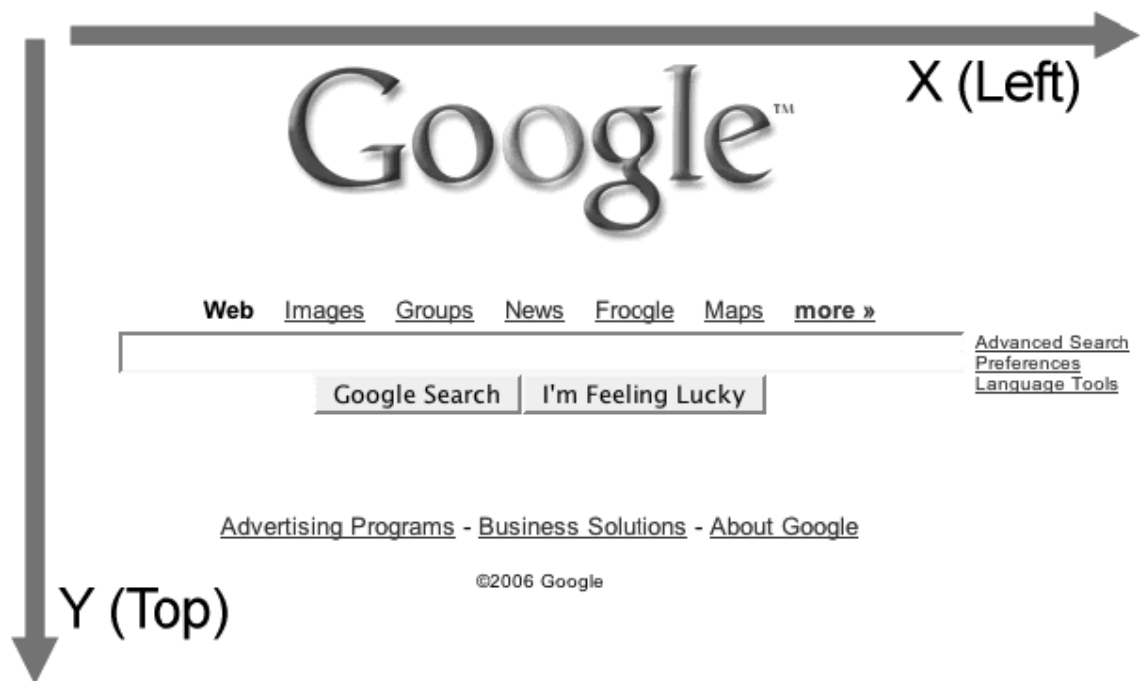 X (Left)
Google™
Web Images Groups News Froogle Maps more »
Advanced Search
Preferences
Language Tools
Google Search I'm Feeling Lucky
Advertising Programs - Business Solutions - About Google
©2006 Google
Y (Top)